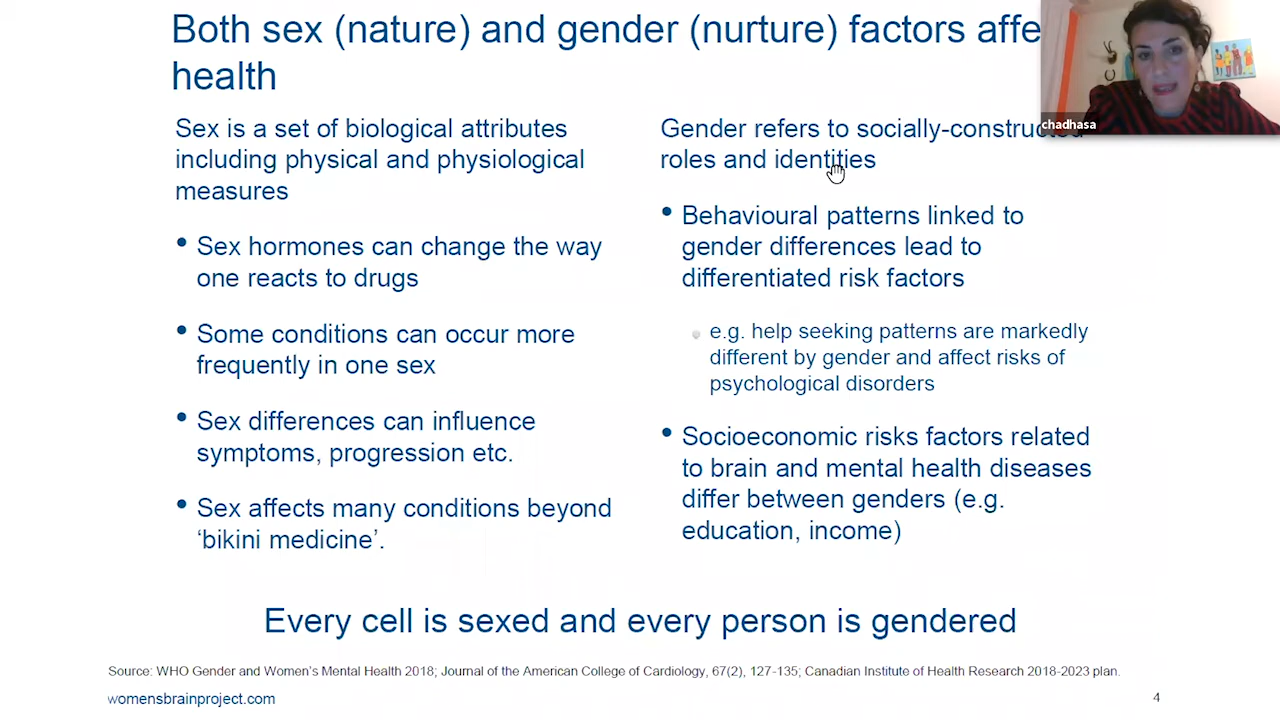 Both sex (nature) and gender (nurture) factors affe
health
chadhasa
Sex is a set of biological attributes
including physical and physiological
measures
• Sex hormones can change the way
one reacts to drugs
• Some conditions can occur more
frequently in one sex
• Sex differences can influence
symptoms, progression etc.
• Sex affects many conditions beyond
‘bikini medicine’.
Gender refers to socially-constructed
roles and identities
• Behavioural patterns linked to
gender differences lead to
differentiated risk factors
e.g. help seeking patterns are markedly
different by gender and affect risks of
psychological disorders
• Socioeconomic risks factors related
to brain and mental health diseases
differ between genders (e.g.
education, income)
Every cell is sexed and every person is gendered
Source: WHO Gender and Women’s Mental Health 2018; Journal of the American College of Cardiology, 67(2), 127-135; Canadian Institute of Health Research 2018-2023 plan.
womensbrainproject.com
4